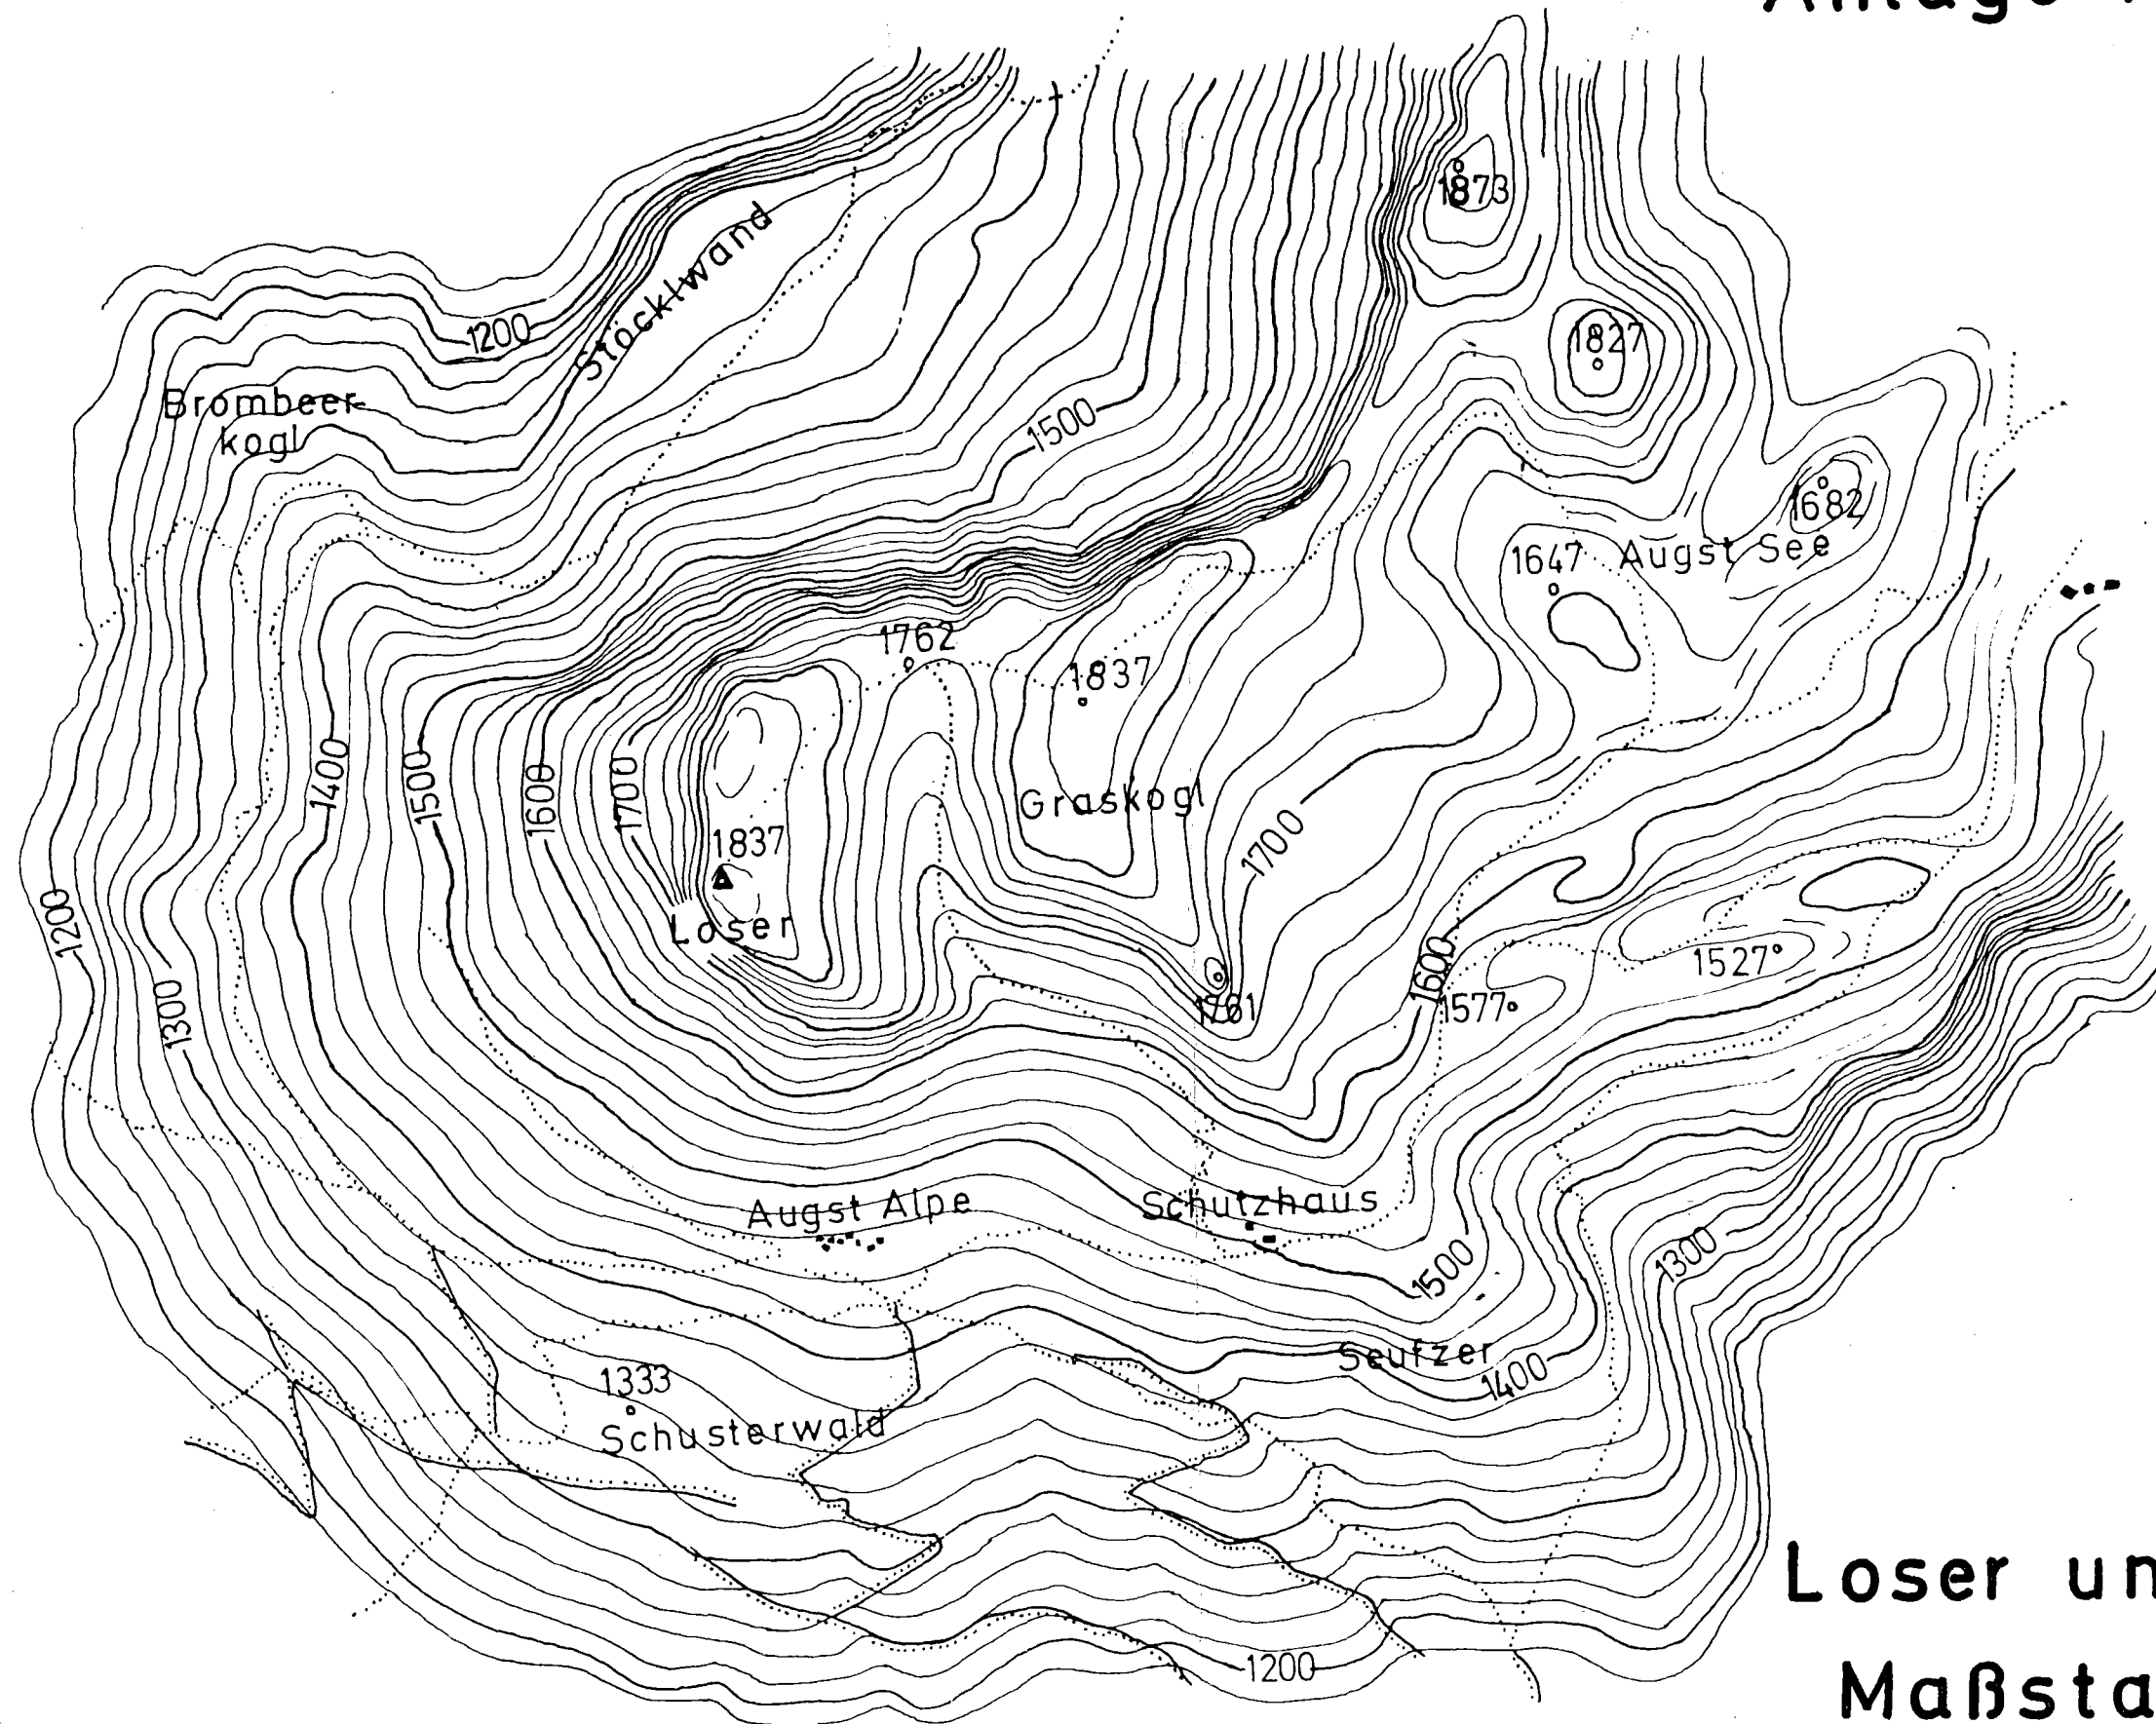 1873
1827
1200
Stöcklwand
Brombeer-
kogl
1500
1682
1647
Augst See
1762
1837
1400
1500
1600
1700
Graskogl
1837
1700
Loser
1200
1600
1527
1300
1761
1577
Augst Alpe
Schutzhaus
1500
1300
Seufzer
1400
1333
Schusterwald
1200
Loser un
Maßsta